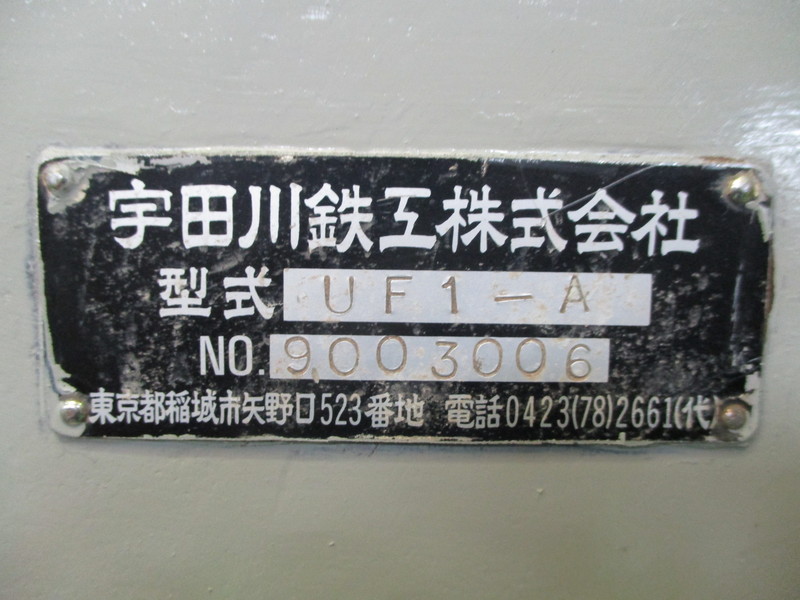 宇田川鉄工株式会社
型式 UF1-A
NO. 9003006
東京都稲城市矢野口523番地 電話0423(78)2661(代)